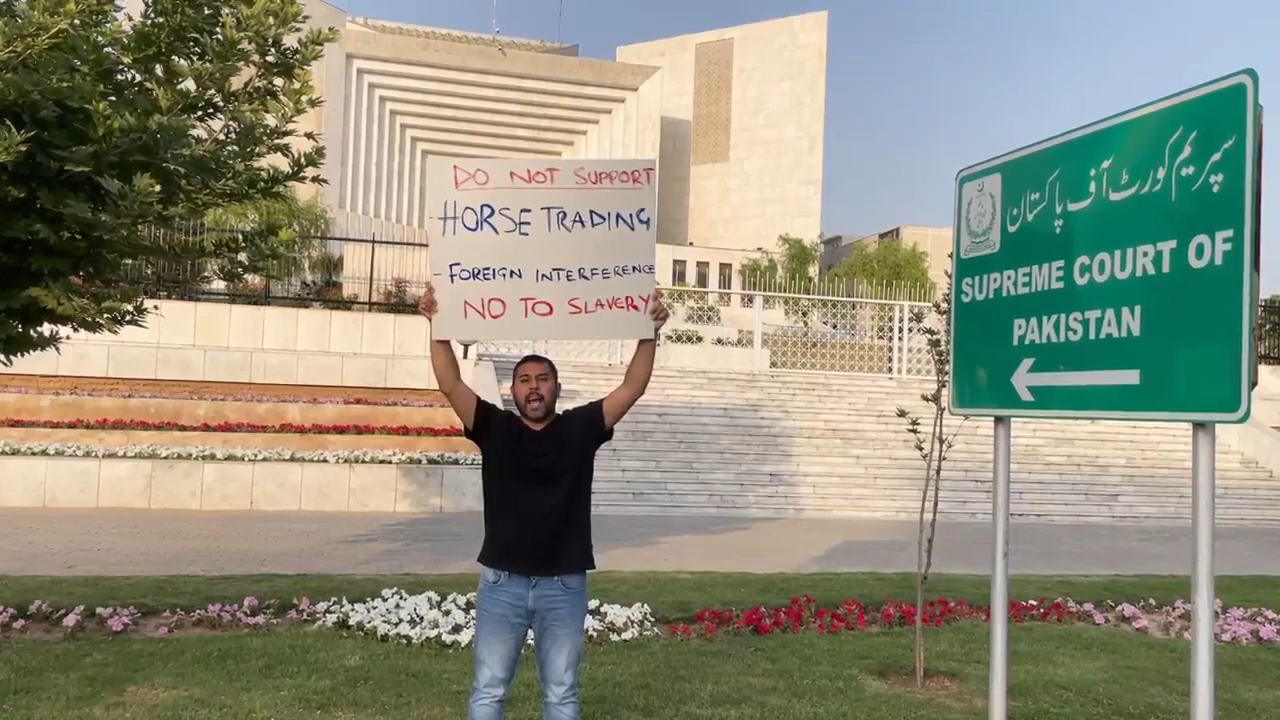 DO NOT SUPPORT
- HORSE TRADING
- FOREIGN INTERFERENCE
NO TO SLAVERY
سپریم کورٹ آف پاکستان
SUPREME COURT OF
PAKISTAN